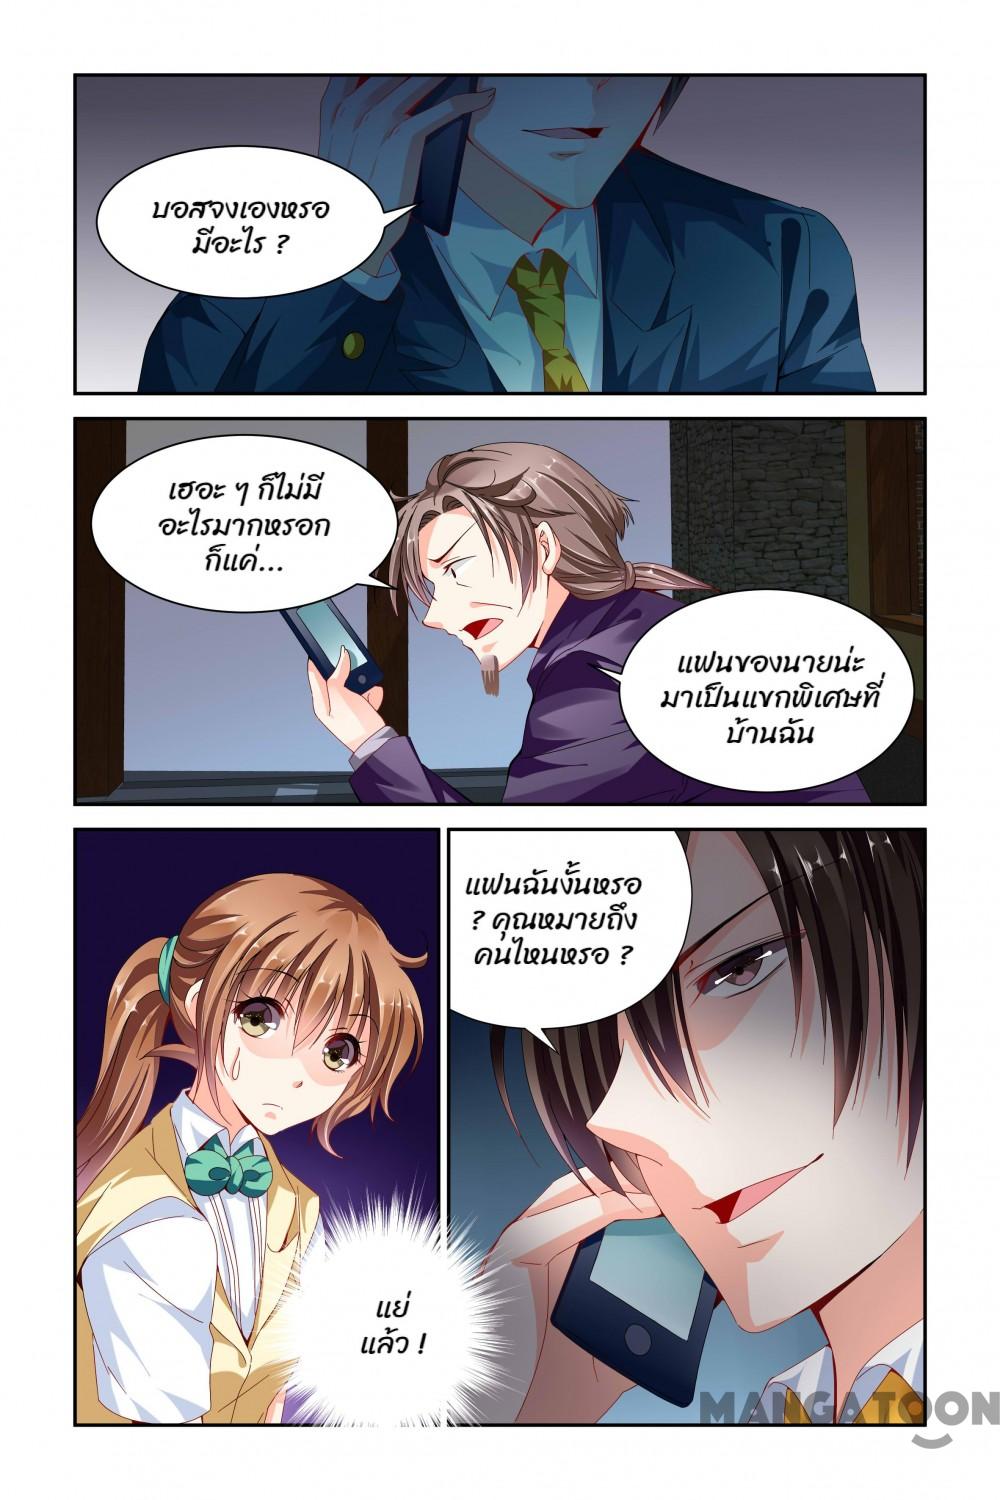 บอสจงเองหรอ
มีอะไร ?
เฮอะ ๆ ก็ไม่มี
อะไรมากหรอก
ก็แค่...
แฟนของนายน่ะ
มาเป็นแขกพิเศษที่
บ้านฉัน
แฟนฉันงั้นหรอ
? คุณหมายถึง
คนไหนหรอ ?
แย่
แล้ว !
MANGATOON